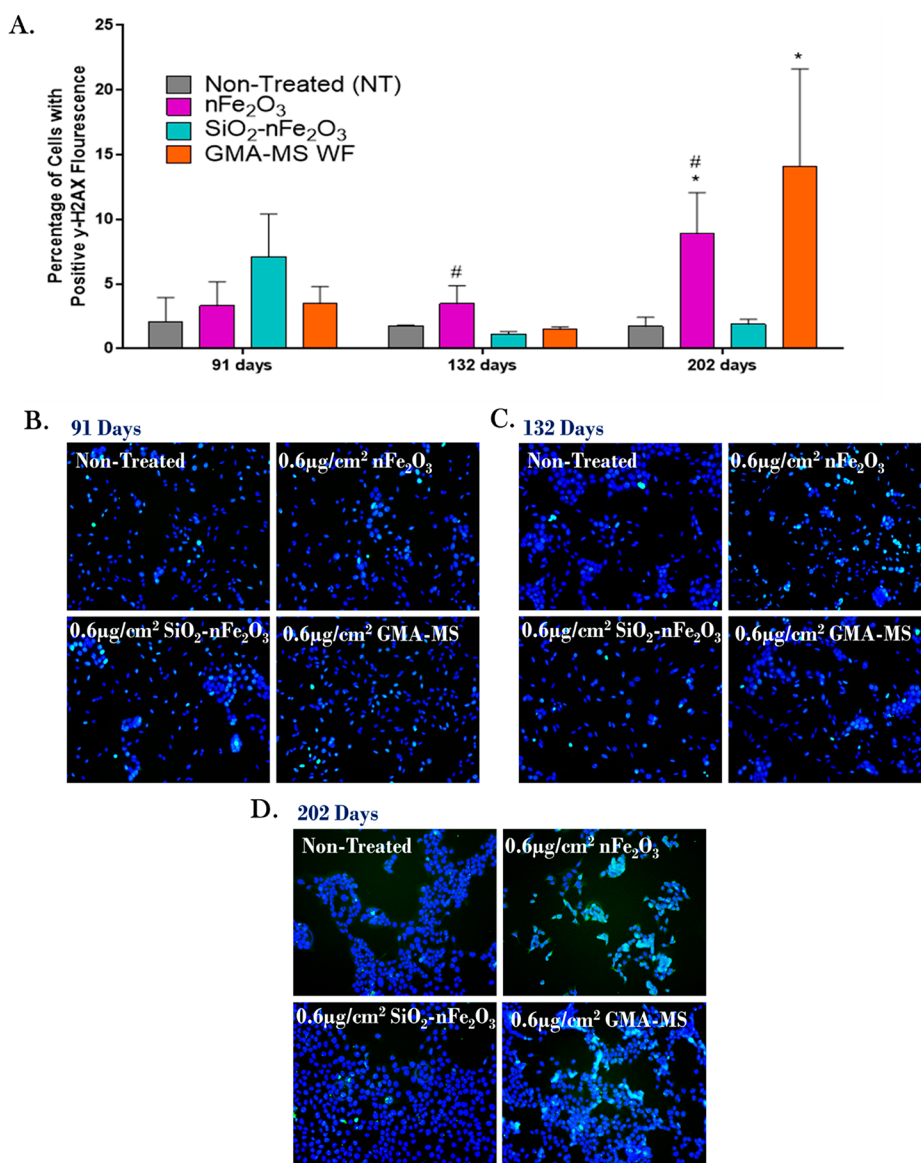 A.
25
20
15
10
5
0
Percentage of Cells with
Positive y-H2AX Flourescence
Non-Treated (NT)
nFe₂O₃
SiO₂-nFe₂O₃
GMA-MS WF
#
#
*
*
91 days
132 days
202 days
B.
91 Days
Non-Treated
0.6µg/cm² nFe₂O₃
0.6µg/cm² SiO₂-nFe₂O₃
0.6µg/cm² GMA-MS
C.
132 Days
Non-Treated
0.6µg/cm² nFe₂O₃
0.6µg/cm² SiO₂-nFe₂O₃
0.6µg/cm² GMA-MS
D.
202 Days
Non-Treated
0.6µg/cm² nFe₂O₃
0.6µg/cm² SiO₂-nFe₂O₃
0.6µg/cm² GMA-MS